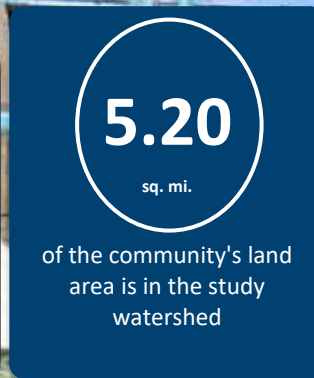 5.20
sq. mi.
of the community's land
area is in the study
watershed